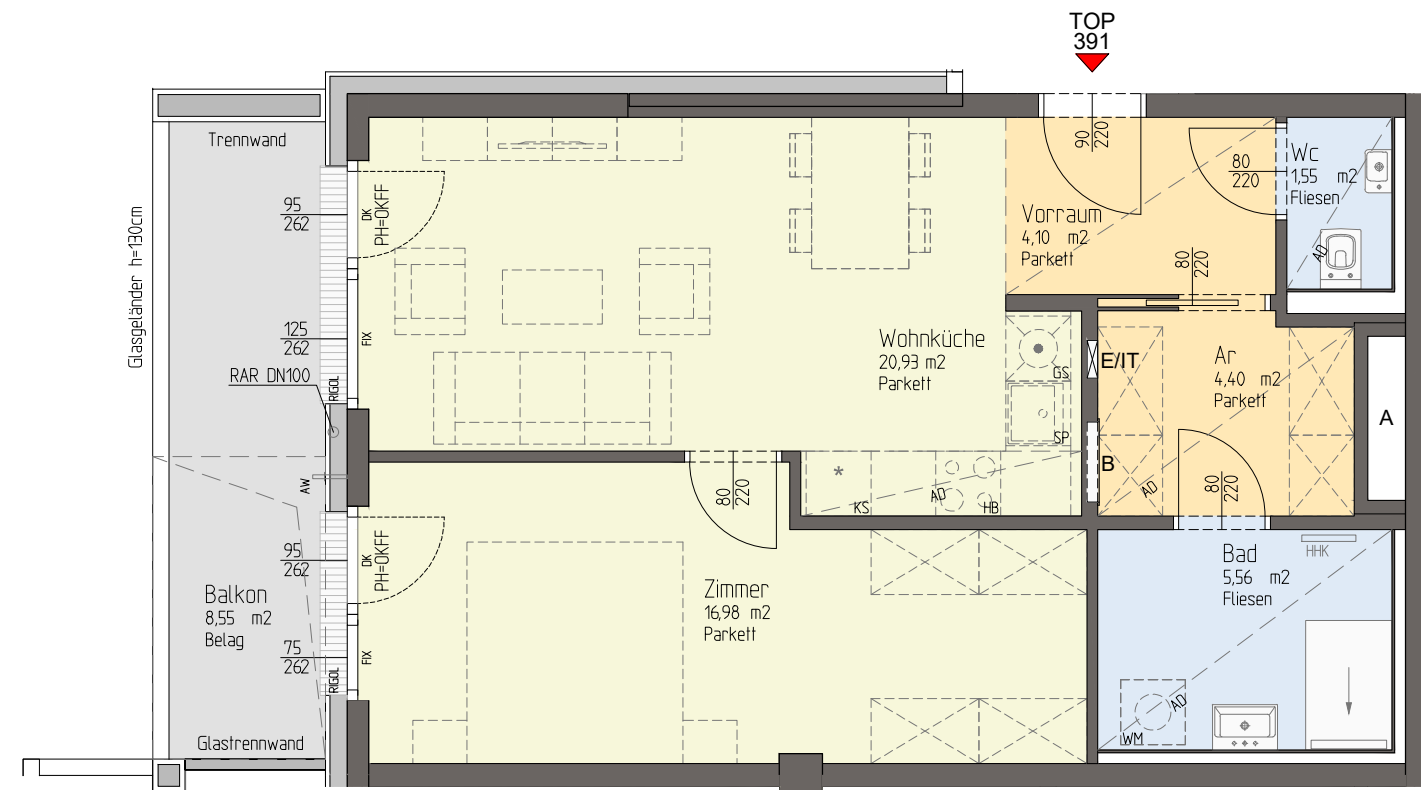 TOP
391
Trennwand
90
220
80
220
Wc
1,55 m2
Fliesen
AD
95
262
DK
PH=OKFF
Vorraum
4,10 m2
Parkett
80
220
Glasgeländer h=130cm
125
262
FIX
RAR DN100
RIGOL
Wohnküche
20,93 m2
Parkett
GS
SP
E/IT
Ar
4,40 m2
Parkett
A
B
AD
80
220
AW
80
220
*
KS
AD
HB
95
262
DK
PH=OKFF
Balkon
8,55 m2
Belag
75
262
FIX
RIGOL
Zimmer
16,98 m2
Parkett
Bad
5,56 m2
Fliesen
HHK
AD
WM
Glastrennwand